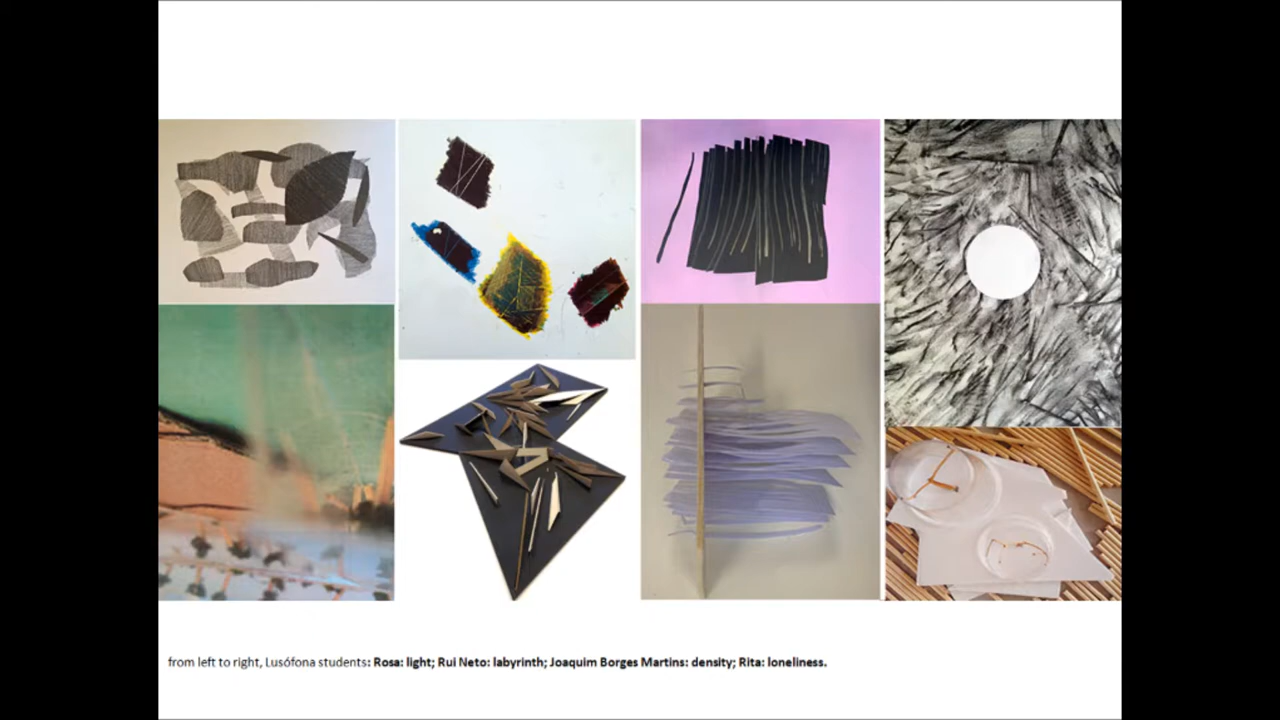 from left to right, Lusófona students: Rosa: light; Rui Neto: labyrinth; Joaquim Borges Martins: density; Rita: loneliness.